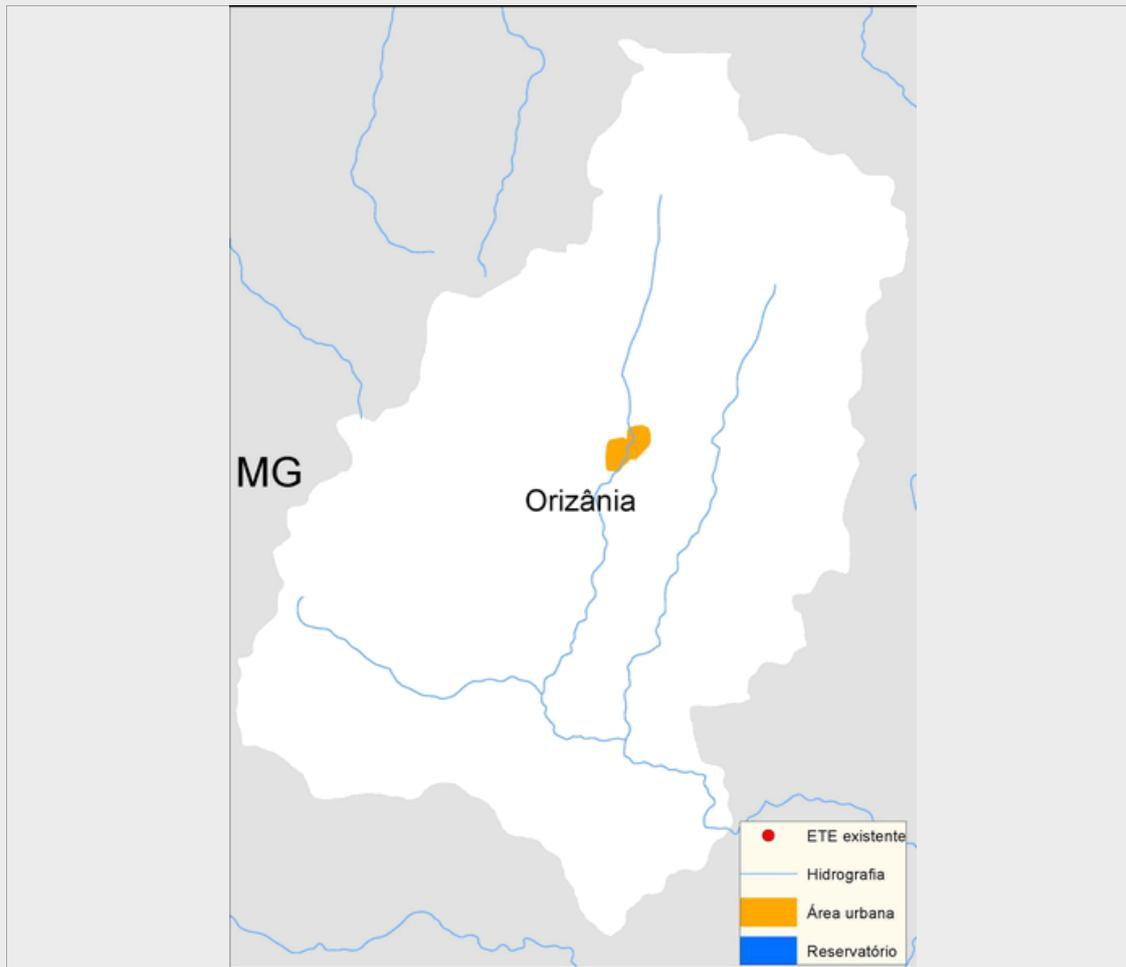 MG
Orizânia
ETE existente
Hidrografia
Área urbana
Reservatório